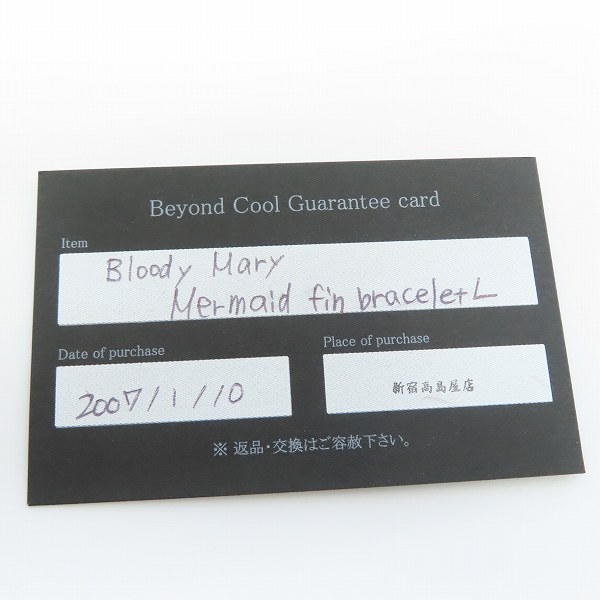 Beyond Cool Guarantee card
Item
Bloody Mary
Mermaid fin bracelet L
Date of purchase
Place of purchase
2007/1/10
新宿高島屋店
※ 返品・交換はご容赦下さい。